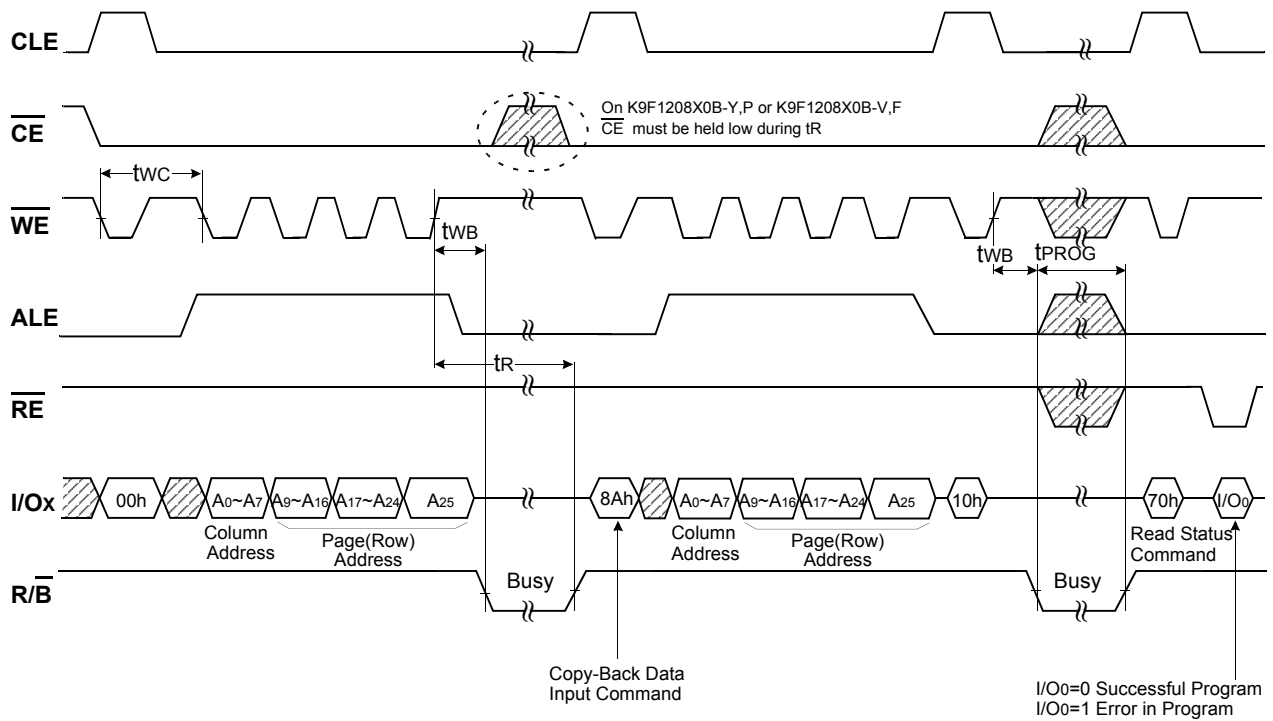 CLE
On K9F1208X0B-Y,P or K9F1208X0B-V,F
CE must be held low during tR
CE
tWC
WE
tWB
tWB
tPROG
ALE
tR
RE
I/Ox
00h
A0~A7
A9~A16
A17~A24
A25
8Ah
A0~A7
A9~A16
A17~A24
A25
10h
70h
I/O0
Column
Address
Page(Row)
Address
Column
Address
Page(Row)
Address
Read Status
Command
R/B
Busy
Busy
Copy-Back Data
Input Command
I/O0=0 Successful Program
I/O0=1 Error in Program